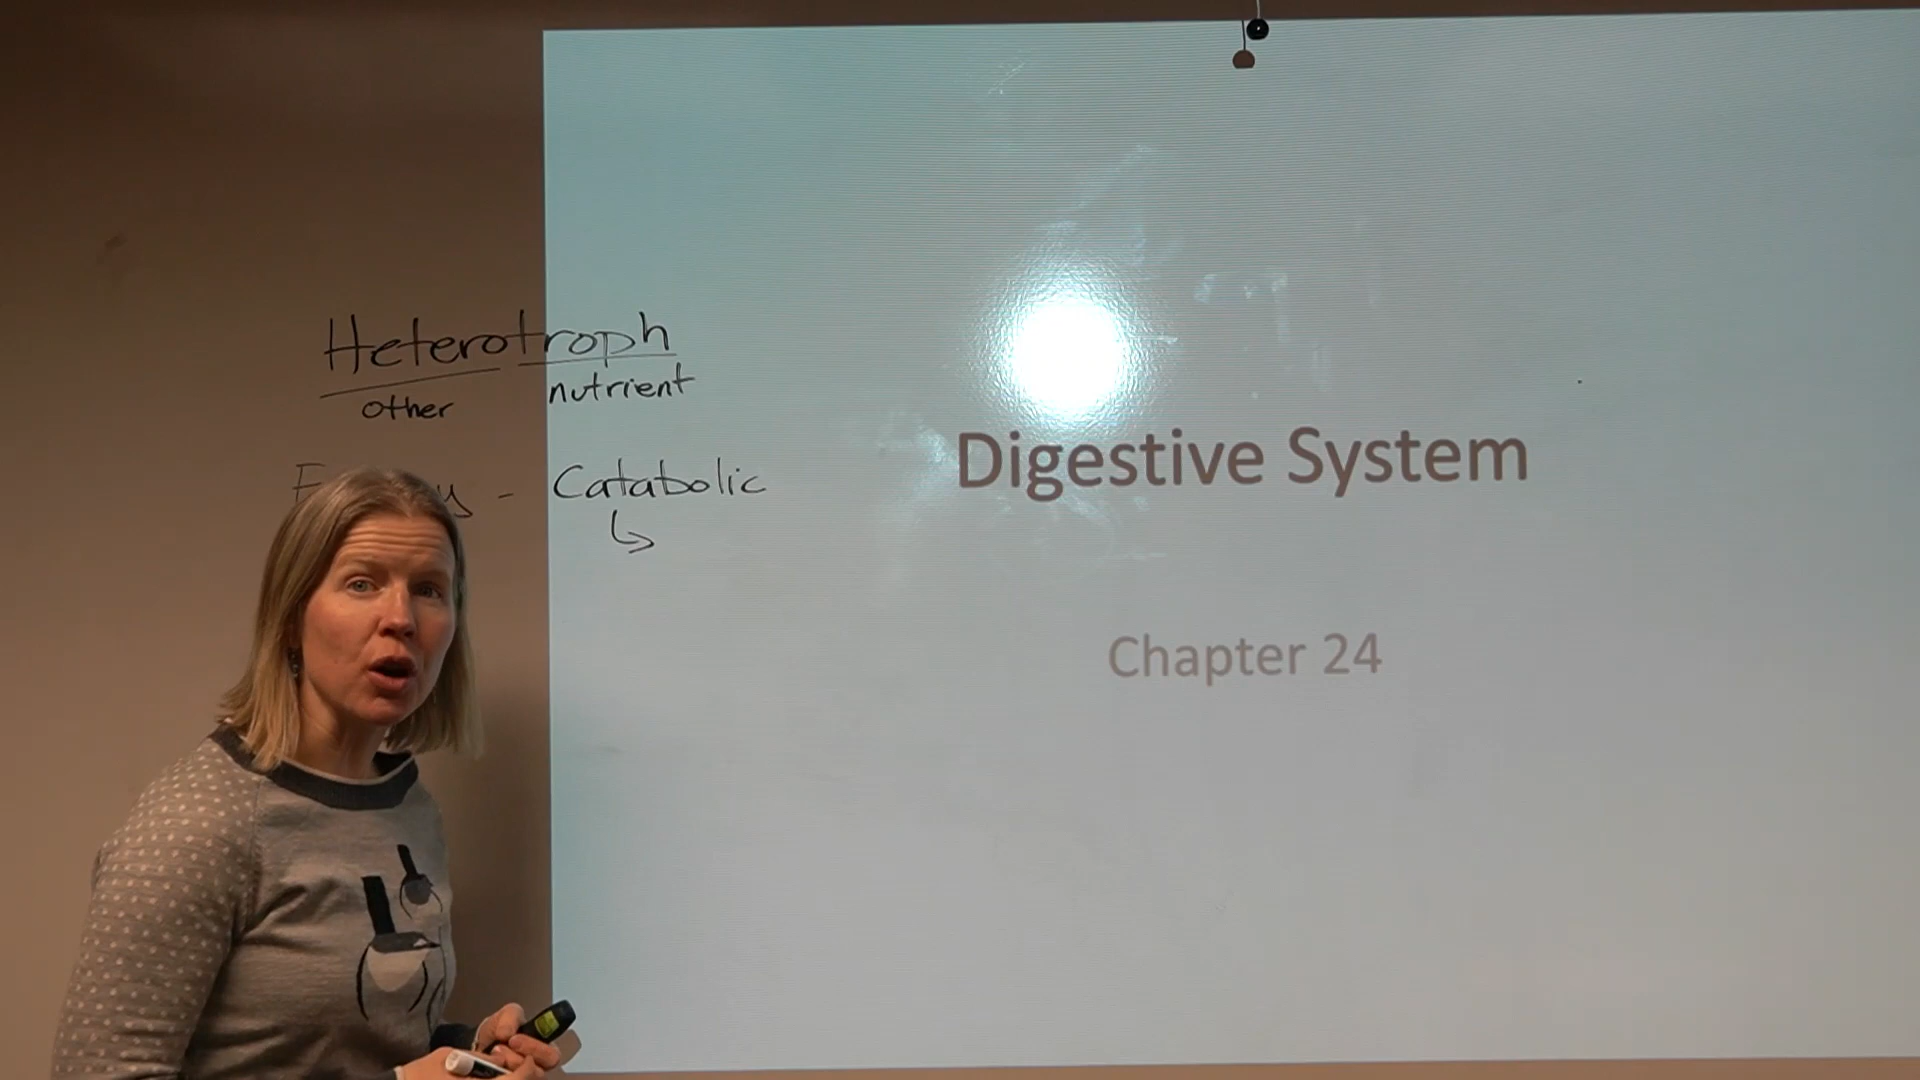 Heterotroph
other nutrient
- Catabolic
Digestive System
Chapter 24